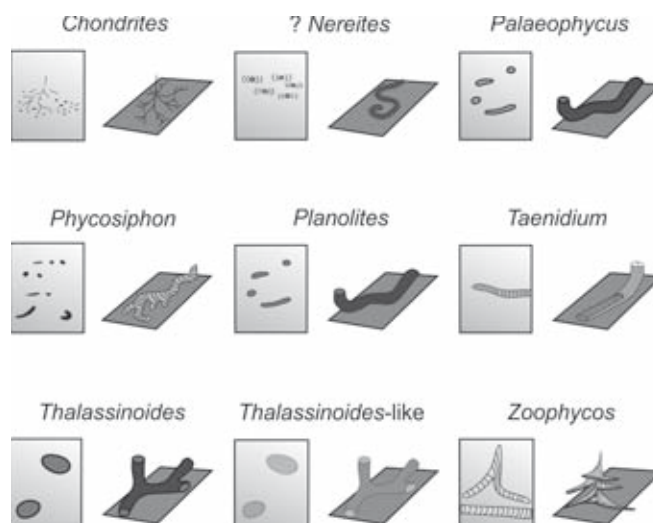 Chondrites
? Nereites
Palaeophycus
Phycosiphon
Planolites
Taenidium
Thalassinoides
Thalassinoides-like
Zoophycos